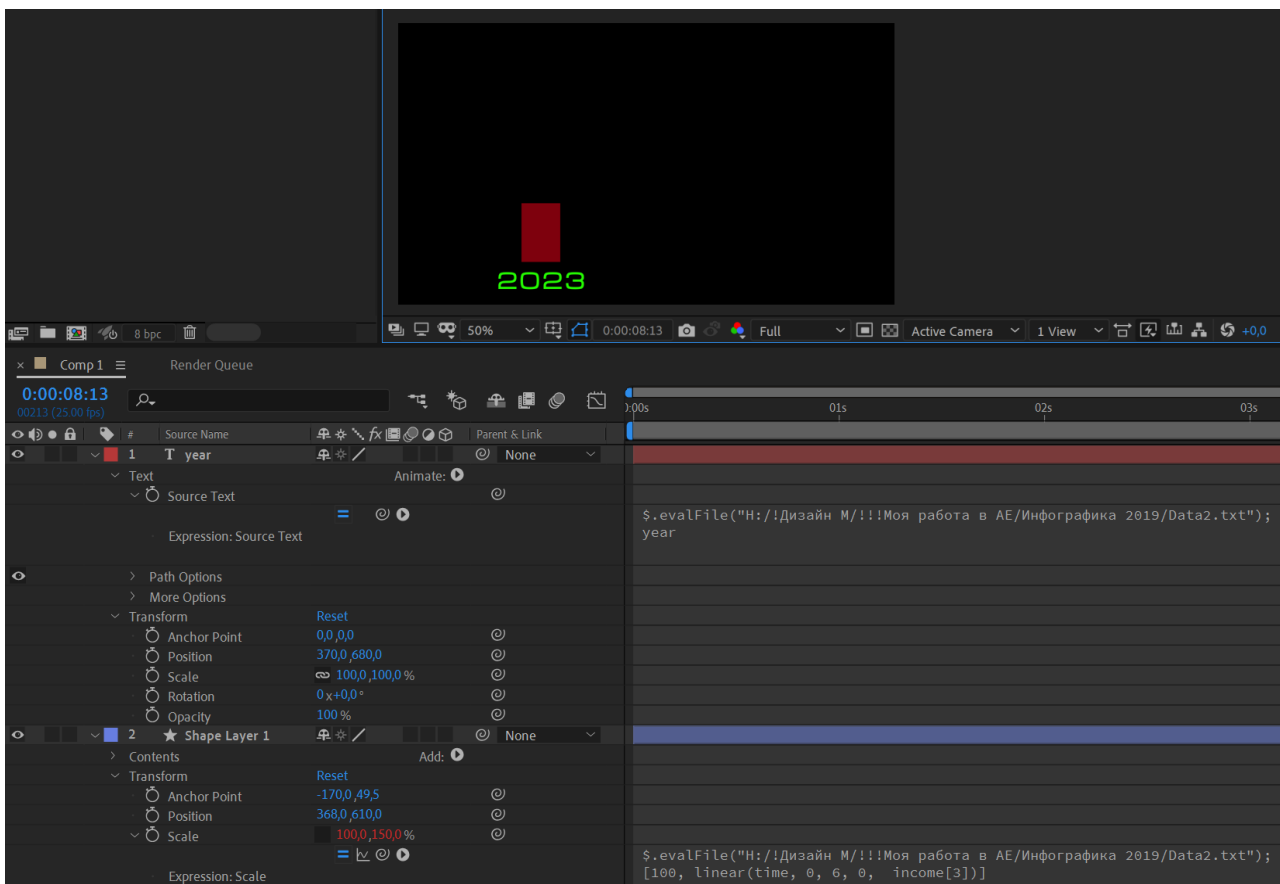 2023
8 bpc
50%
0:00:08:13
Full
Active Camera
1 View
+0,0
× Comp 1
Render Queue
0:00:08:13
00213 (25.00 fps)
):00s 01s 02s 03s
# Source Name
fx
Parent & Link
1 T year
None
Text
Animate:
Source Text
$.evalFile("H:/!Дизайн М/!!!Моя работа в АЕ/Инфографика 2019/Data2.txt");
year
Expression: Source Text
Path Options
More Options
Transform
Reset
Anchor Point
0,0 ,0,0
Position
370,0 ,680,0
Scale
100,0 ,100,0 %
Rotation
0 x+0,0 °
Opacity
100 %
2 ★ Shape Layer 1
None
Contents
Add:
Transform
Reset
Anchor Point
-170,0 ,49,5
Position
368,0 ,610,0
Scale
100,0 ,150,0 %
$.evalFile("H:/!Дизайн М/!!!Моя работа в АЕ/Инфографика 2019/Data2.txt");
[100, linear(time, 0, 6, 0, income[3])]
Expression: Scale